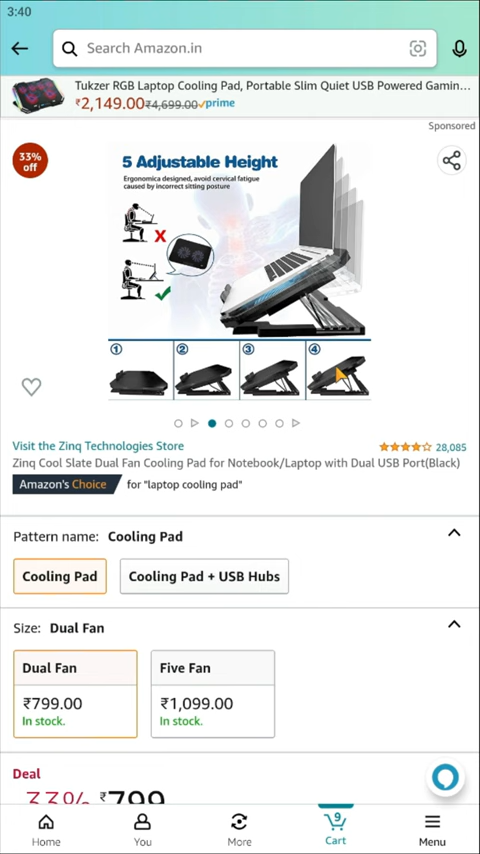 3:40
Search Amazon.in
Tukzer RGB Laptop Cooling Pad, Portable Slim Quiet USB Powered Gamin...
₹2,149.00 ₹4,699.00 ✓prime
Sponsored
33%
off
5 Adjustable Height
Ergonomica designed, avoid cervical fatigue
caused by incorrect sitting posture
X
1 2 3 4
Visit the Zinq Technologies Store
28,085
Zinq Cool Slate Dual Fan Cooling Pad for Notebook/Laptop with Dual USB Port(Black)
Amazon's Choice for "laptop cooling pad"
Pattern name: Cooling Pad
Cooling Pad
Cooling Pad + USB Hubs
Size: Dual Fan
Dual Fan
₹799.00
In stock.
Five Fan
₹1,099.00
In stock.
Deal
33% ₹799
9
Home
You
More
Cart
Menu